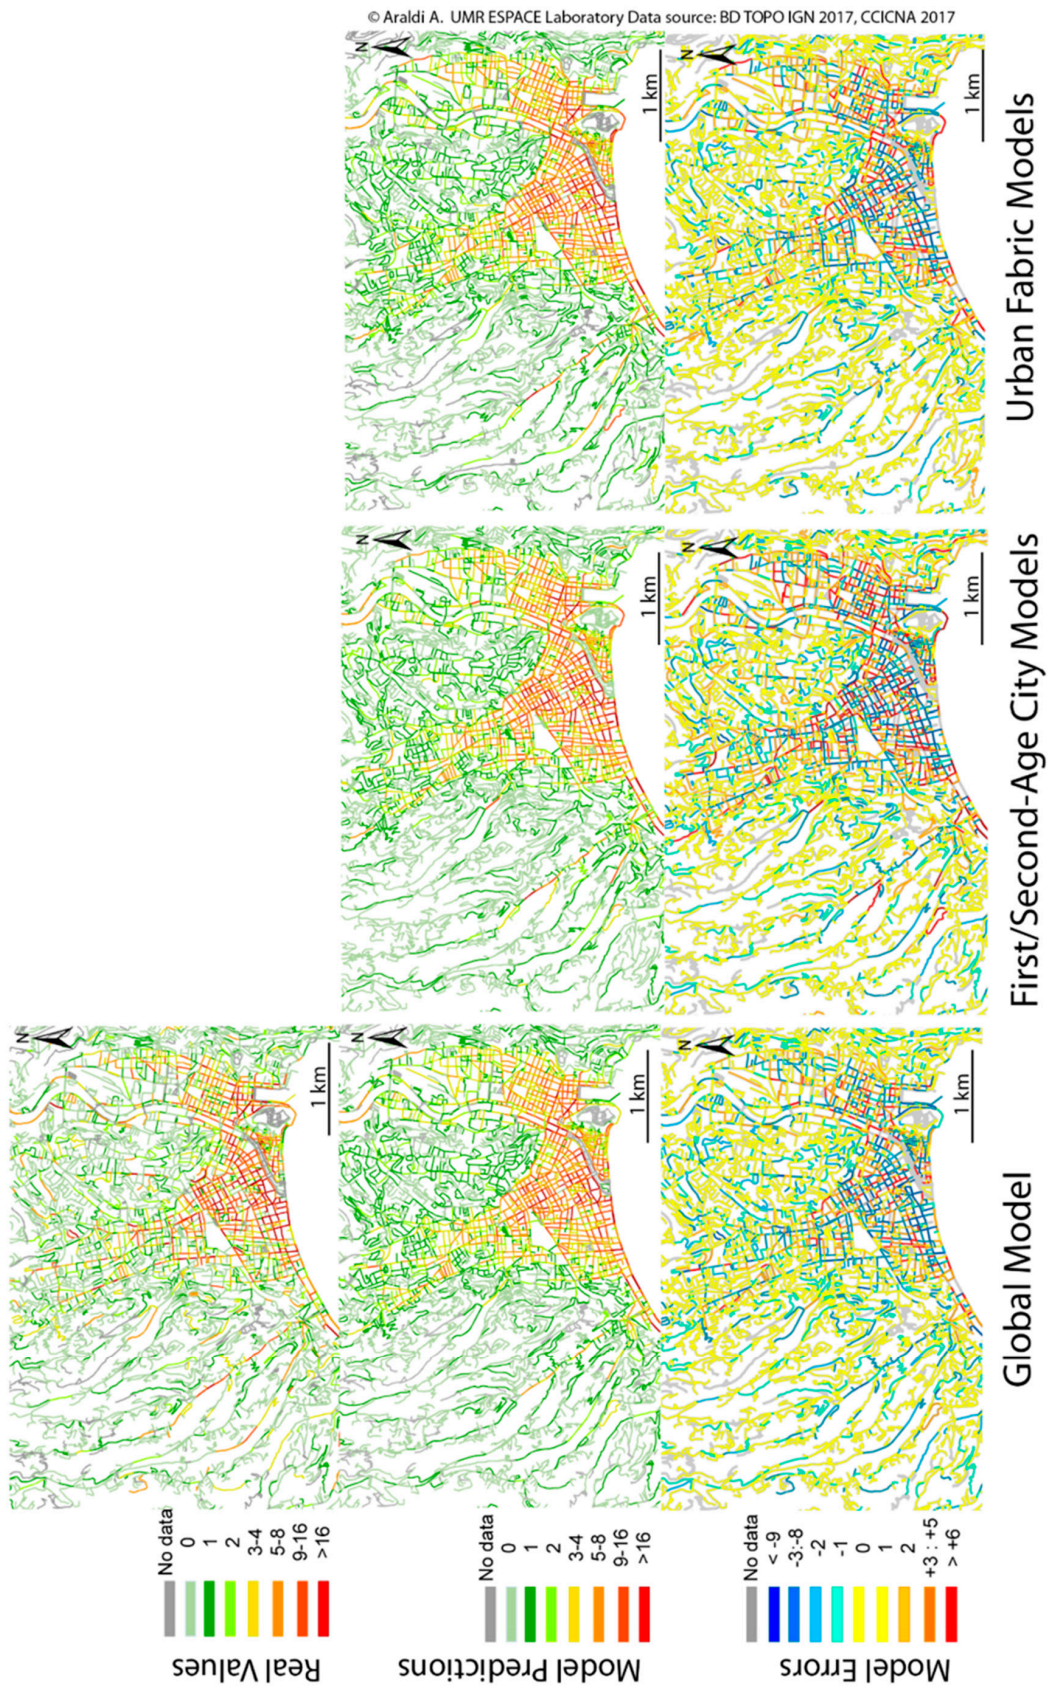 © Araldi A. UMR ESPACE Laboratory Data source: BD TOPO IGN 2017, CCICNA 2017
N
1 km
N
1 km
Urban Fabric Models
N
1 km
N
1 km
First/Second-Age City Models
N
1 km
N
1 km
N
1 km
Global Model
No data
0
1
2
3-4
5-8
9-16
>16
Real Values
No data
0
1
2
3-4
5-8
9-16
>16
Model Predictions
No data
< -9
-3:-8
-2
-1
0
1
2
+3 : +5
> +6
Model Errors